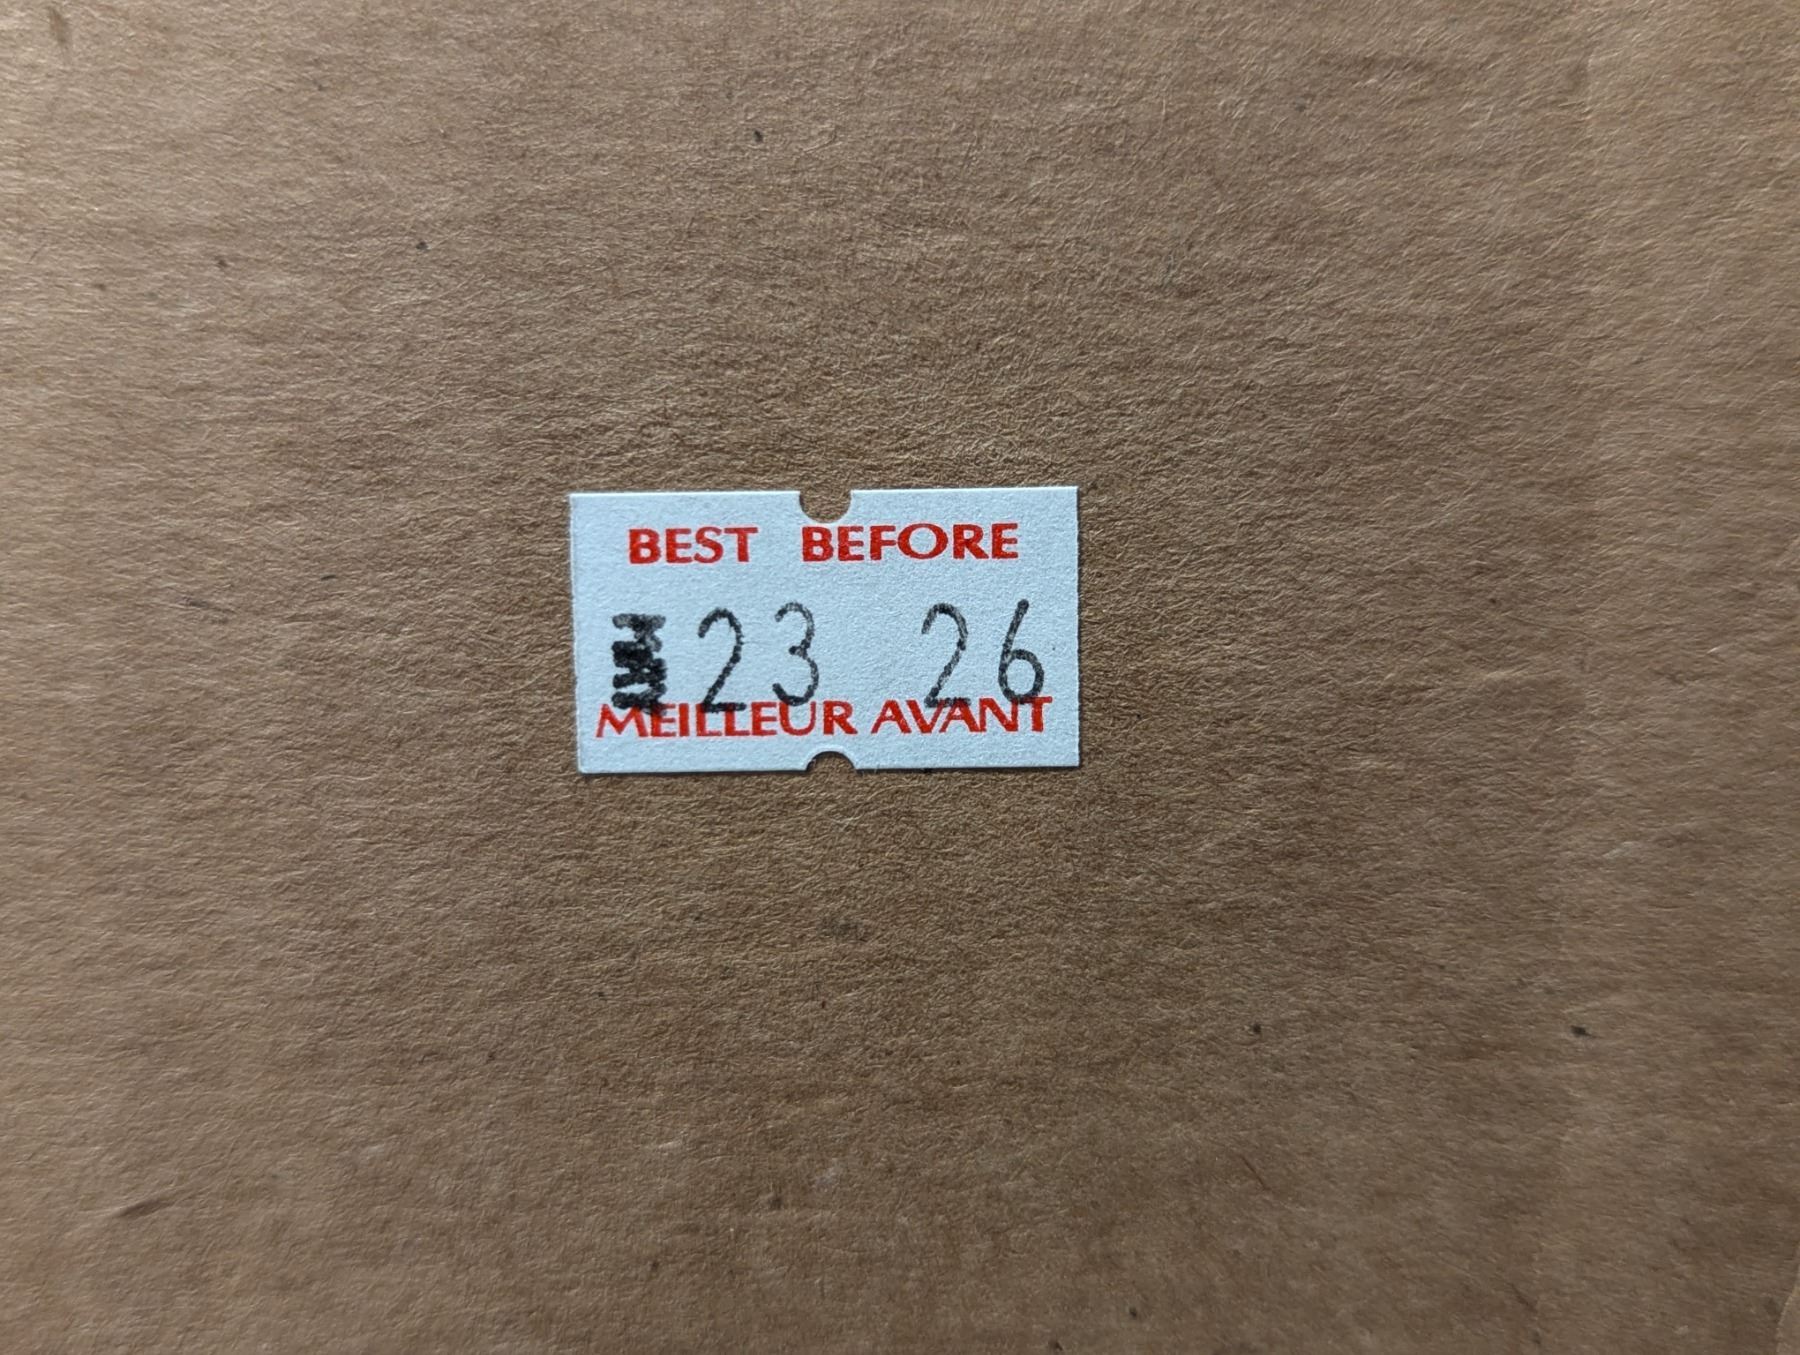 BEST BEFORE
23 26
MEILLEUR AVANT